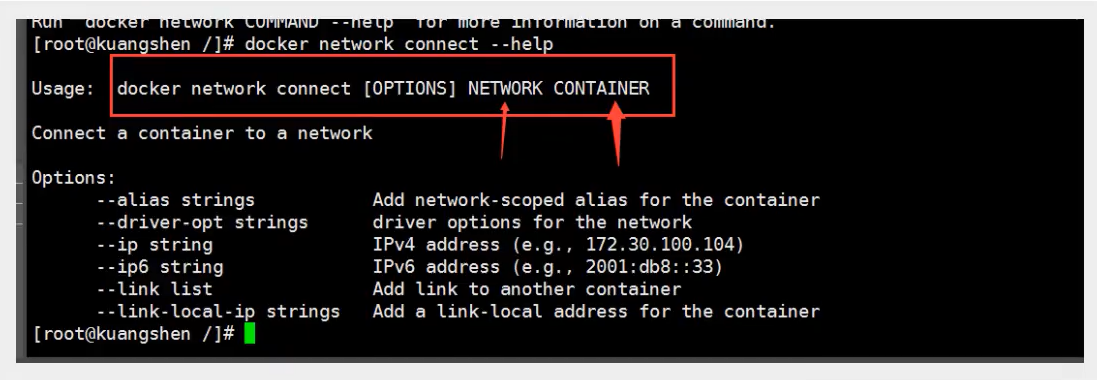 Run 'docker network COMMAND --help' for more information on a command.
[root@kuangshen /]# docker network connect --help
Usage:  docker network connect [OPTIONS] NETWORK CONTAINER
Connect a container to a network
Options:
      --alias strings           Add network-scoped alias for the container
      --driver-opt strings      driver options for the network
      --ip string               IPv4 address (e.g., 172.30.100.104)
      --ip6 string              IPv6 address (e.g., 2001:db8::33)
      --link list               Add link to another container
      --link-local-ip strings   Add a link-local address for the container
[root@kuangshen /]#